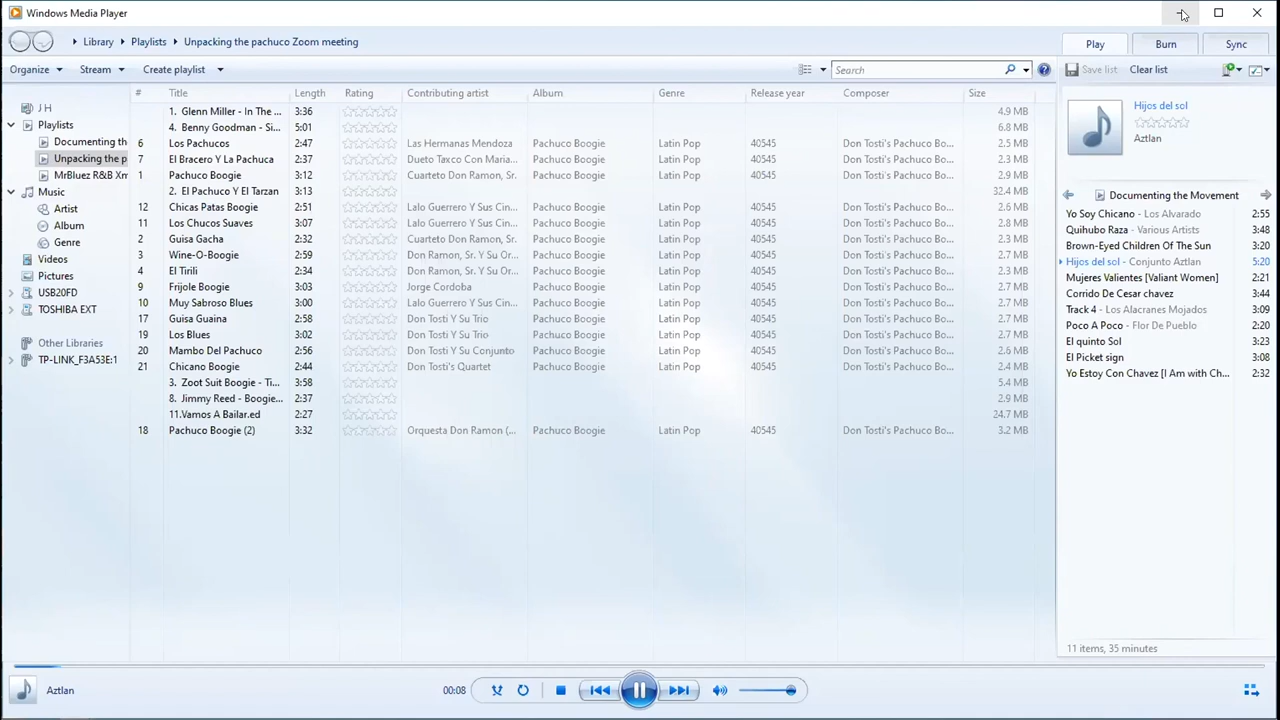 Windows Media Player
Library Playlists Unpacking the pachuco Zoom meeting
Play Burn Sync
Organize Stream Create playlist Search Save list Clear list
# Title Length Rating Contributing artist Album Genre Release year Composer Size
J H
Playlists
Documenting th
Unpacking the p
MrBluez R&B Xm
Music
Artist
Album
Genre
Videos
Pictures
USB20FD
TOSHIBA EXT
Other Libraries
TP-LINK_F3A53E:1
1. Glenn Miller - In The ... 3:36 4.9 MB
4. Benny Goodman - Si... 5:01 6.8 MB
6 Los Pachucos 2:47 Las Hermanas Mendoza Pachuco Boogie Latin Pop 40545 Don Tosti's Pachuco Bo... 2.5 MB
7 El Bracero Y La Pachuca 2:37 Dueto Taxco Con Maria... Pachuco Boogie Latin Pop 40545 Don Tosti's Pachuco Bo... 2.3 MB
1 Pachuco Boogie 3:12 Cuarteto Don Ramon, Sr. Pachuco Boogie Latin Pop 40545 Don Tosti's Pachuco Bo... 2.9 MB
2. El Pachuco Y El Tarzan 3:13 32.4 MB
12 Chicas Patas Boogie 2:51 Lalo Guerrero Y Sus Cin... Pachuco Boogie Latin Pop 40545 Don Tosti's Pachuco Bo... 2.6 MB
11 Los Chucos Suaves 3:07 Lalo Guerrero Y Sus Cin... Pachuco Boogie Latin Pop 40545 Don Tosti's Pachuco Bo... 2.8 MB
2 Guisa Gacha 2:32 Cuarteto Don Ramon, Sr. Pachuco Boogie Latin Pop 40545 Don Tosti's Pachuco Bo... 2.3 MB
3 Wine-O-Boogie 2:59 Don Ramon, Sr. Y Su Or... Pachuco Boogie Latin Pop 40545 Don Tosti's Pachuco Bo... 2.7 MB
4 El Tirili 2:34 Don Ramon, Sr. Y Su Or... Pachuco Boogie Latin Pop 40545 Don Tosti's Pachuco Bo... 2.3 MB
9 Frijole Boogie 3:03 Jorge Cordoba Pachuco Boogie Latin Pop 40545 Don Tosti's Pachuco Bo... 2.7 MB
10 Muy Sabroso Blues 3:00 Lalo Guerrero Y Sus Cin... Pachuco Boogie Latin Pop 40545 Don Tosti's Pachuco Bo... 2.7 MB
17 Guisa Guaina 2:58 Don Tosti Y Su Trio Pachuco Boogie Latin Pop 40545 Don Tosti's Pachuco Bo... 2.7 MB
19 Los Blues 3:02 Don Tosti Y Su Trio Pachuco Boogie Latin Pop 40545 Don Tosti's Pachuco Bo... 2.7 MB
20 Mambo Del Pachuco 2:56 Don Tosti Y Su Conjunto Pachuco Boogie Latin Pop 40545 Don Tosti's Pachuco Bo... 2.6 MB
21 Chicano Boogie 2:44 Don Tosti's Quartet Pachuco Boogie Latin Pop 40545 Don Tosti's Pachuco Bo... 2.4 MB
3. Zoot Suit Boogie - Ti... 3:58 5.4 MB
8. Jimmy Reed - Boogie... 2:37 2.9 MB
11.Vamos A Bailar.ed 2:27 24.7 MB
18 Pachuco Boogie (2) 3:32 Orquesta Don Ramon (... Pachuco Boogie Latin Pop 40545 Don Tosti's Pachuco Bo... 3.2 MB
Hijos del sol
Aztlan
Documenting the Movement
Yo Soy Chicano - Los Alvarado 2:55
Quihubo Raza - Various Artists 3:48
Brown-Eyed Children Of The Sun 3:39
Hijos del sol - Conjunto Aztlan 5:20
Mujeres Valientes [Valiant Women] 2:21
Corrido De Cesar chavez 3:44
Track 4 - Los Alacranes Mojados 3:09
Poco A Poco - Flor De Pueblo 2:20
El quinto Sol 3:23
El Picket sign 3:08
Yo Estoy Con Chavez [I Am with Ch... 2:32
11 items, 35 minutes
Aztlan 00:08